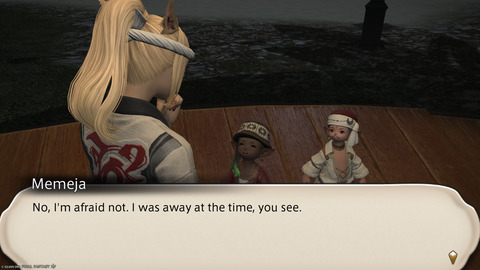 Memeja
No, I'm afraid not. I was away at the time, you see.